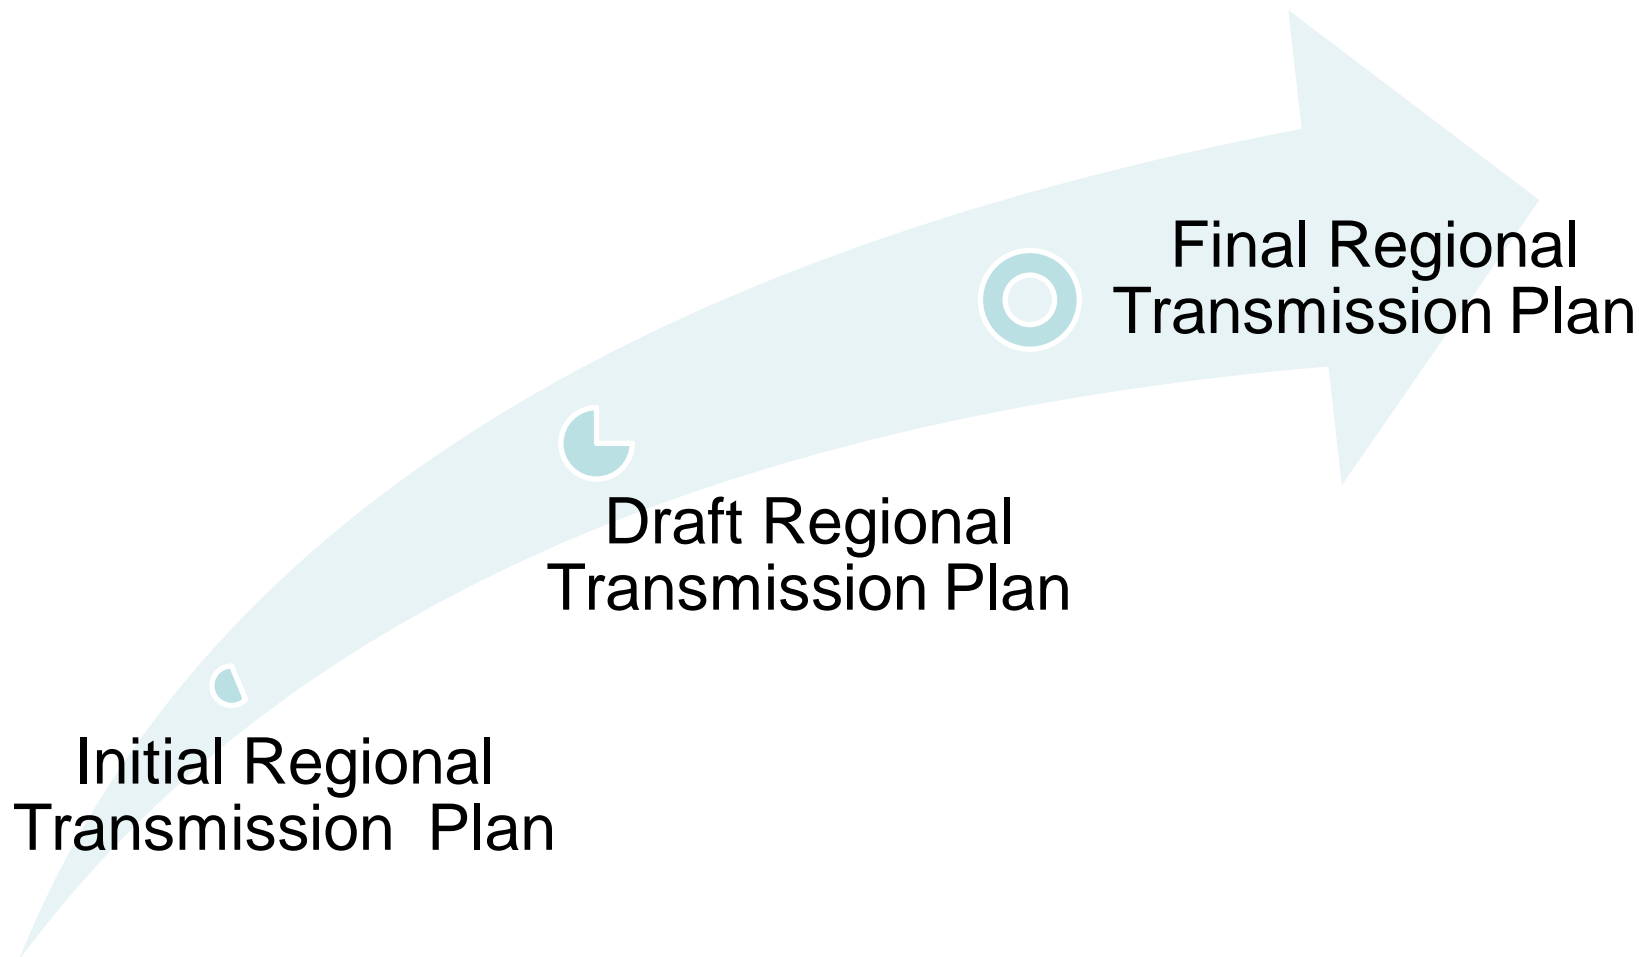 Final Regional
Transmission Plan
Draft Regional
Transmission Plan
Initial Regional
Transmission  Plan